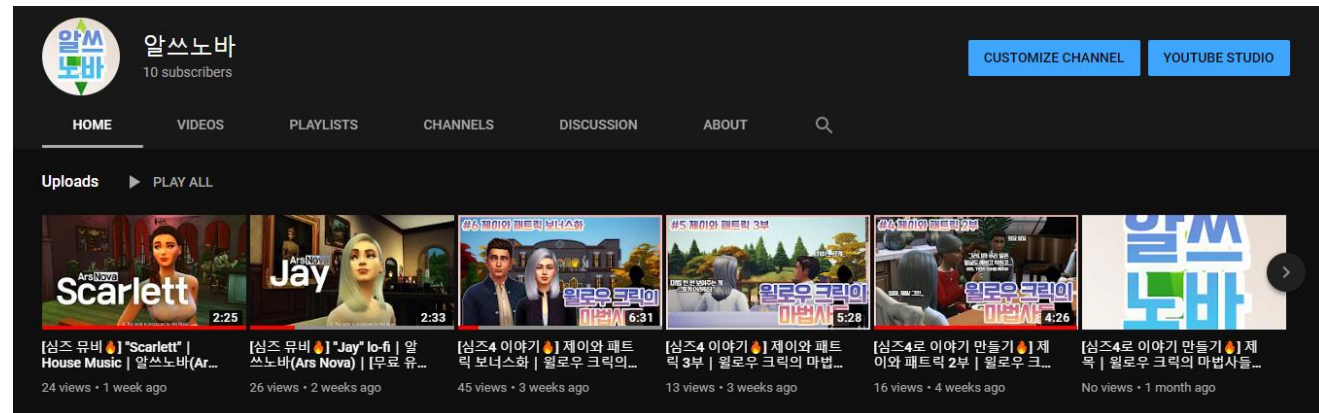 알쓰
노바
알쓰노바
10 subscribers
CUSTOMIZE CHANNEL
YOUTUBE STUDIO
HOME
VIDEOS
PLAYLISTS
CHANNELS
DISCUSSION
ABOUT
Uploads
PLAY ALL
ArsNova
Scarlett
2:25
[심즈 뮤비🔥] "Scarlett" |
House Music | 알쓰노바(Ar...
24 views • 1 week ago
ArsNova
Jay
2:33
[심즈 뮤비🔥] "Jay" lo-fi | 알
쓰노바(Ars Nova) | [무료 유...
26 views • 2 weeks ago
#6 제이와 패트릭 보너스화
윌로우 크릭의
마법사
6:31
[심즈4 이야기🔥] 제이와 패트
릭 보너스화 | 윌로우 크릭의...
45 views • 3 weeks ago
#5 제이와 패트릭 3부
윌로우 크릭의
마법사
5:28
[심즈4 이야기🔥] 제이와 패트
릭 3부 | 윌로우 크릭의 마법...
13 views • 3 weeks ago
#4 제이와 패트릭 2부
윌로우 크릭의
마법사
4:26
[심즈4로 이야기 만들기🔥] 제
이와 패트릭 2부 | 윌로우 크...
16 views • 4 weeks ago
알쓰
노바
[심즈4로 이야기 만들기🔥] 제
목 | 윌로우 크릭의 마법사들...
No views • 1 month ago